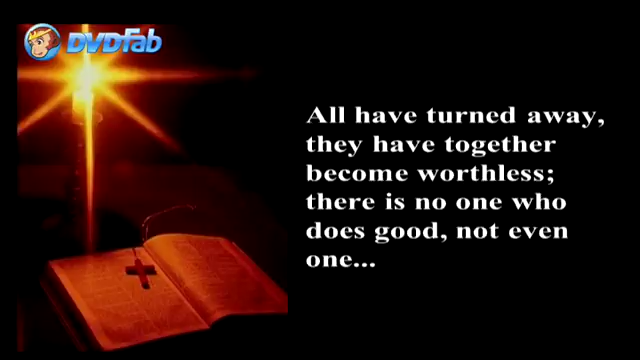 DVDFab
All have turned away,
they have together
become worthless;
there is no one who
does good, not even
one...